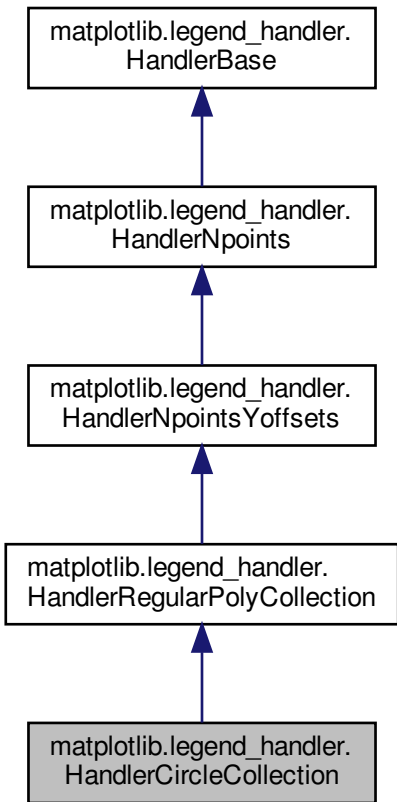 matplotlib.legend_handler.
HandlerBase
matplotlib.legend_handler.
HandlerNpoints
matplotlib.legend_handler.
HandlerNpointsYoffsets
matplotlib.legend_handler.
HandlerRegularPolyCollection
matplotlib.legend_handler.
HandlerCircleCollection